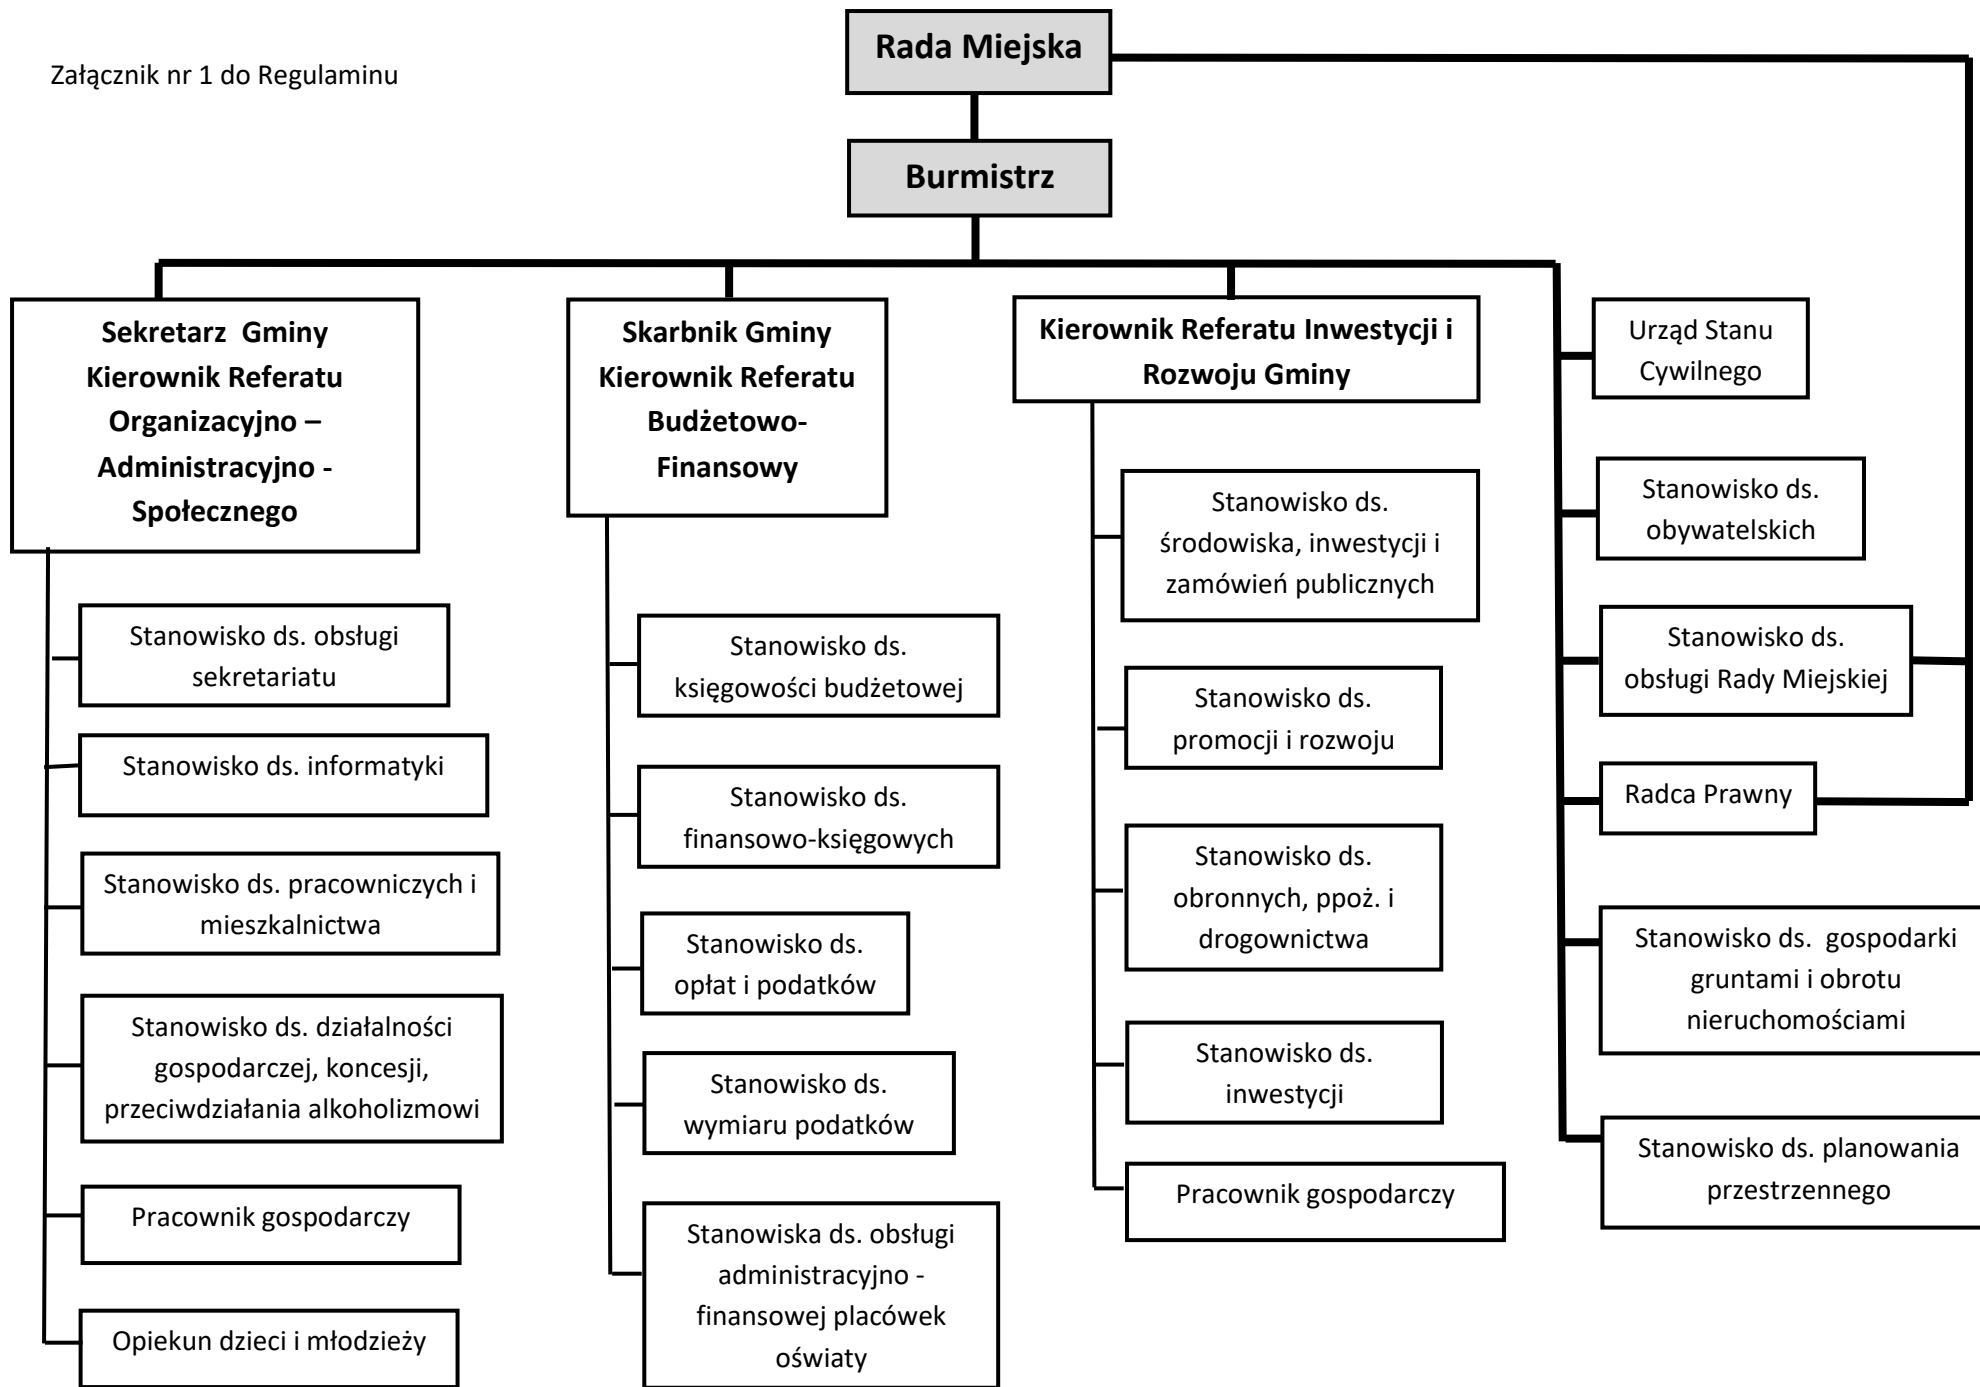 Załącznik nr 1 do Regulaminu
Rada Miejska
Burmistrz
Sekretarz  Gminy
Kierownik Referatu
Organizacyjno –
Administracyjno -
Społecznego
Stanowisko ds. obsługi
sekretariatu
Stanowisko ds. informatyki
Stanowisko ds. pracowniczych i
mieszkalnictwa
Stanowisko ds. działalności
gospodarczej, koncesji,
przeciwdziałania alkoholizmowi
Pracownik gospodarczy
Opiekun dzieci i młodzieży
Skarbnik Gminy
Kierownik Referatu
Budżetowo-
Finansowy
Stanowisko ds.
księgowości budżetowej
Stanowisko ds.
finansowo-księgowych
Stanowisko ds.
opłat i podatków
Stanowisko ds.
wymiaru podatków
Stanowiska ds. obsługi
administracyjno -
finansowej placówek
oświaty
Kierownik Referatu Inwestycji i
Rozwoju Gminy
Stanowisko ds.
środowiska, inwestycji i
zamówień publicznych
Stanowisko ds.
promocji i rozwoju
Stanowisko ds.
obronnych, ppoż. i
drogownictwa
Stanowisko ds.
inwestycji
Pracownik gospodarczy
Urząd Stanu
Cywilnego
Stanowisko ds.
obywatelskich
Stanowisko ds.
obsługi Rady Miejskiej
Radca Prawny
Stanowisko ds.  gospodarki
gruntami i obrotu
nieruchomościami
Stanowisko ds. planowania
przestrzennego